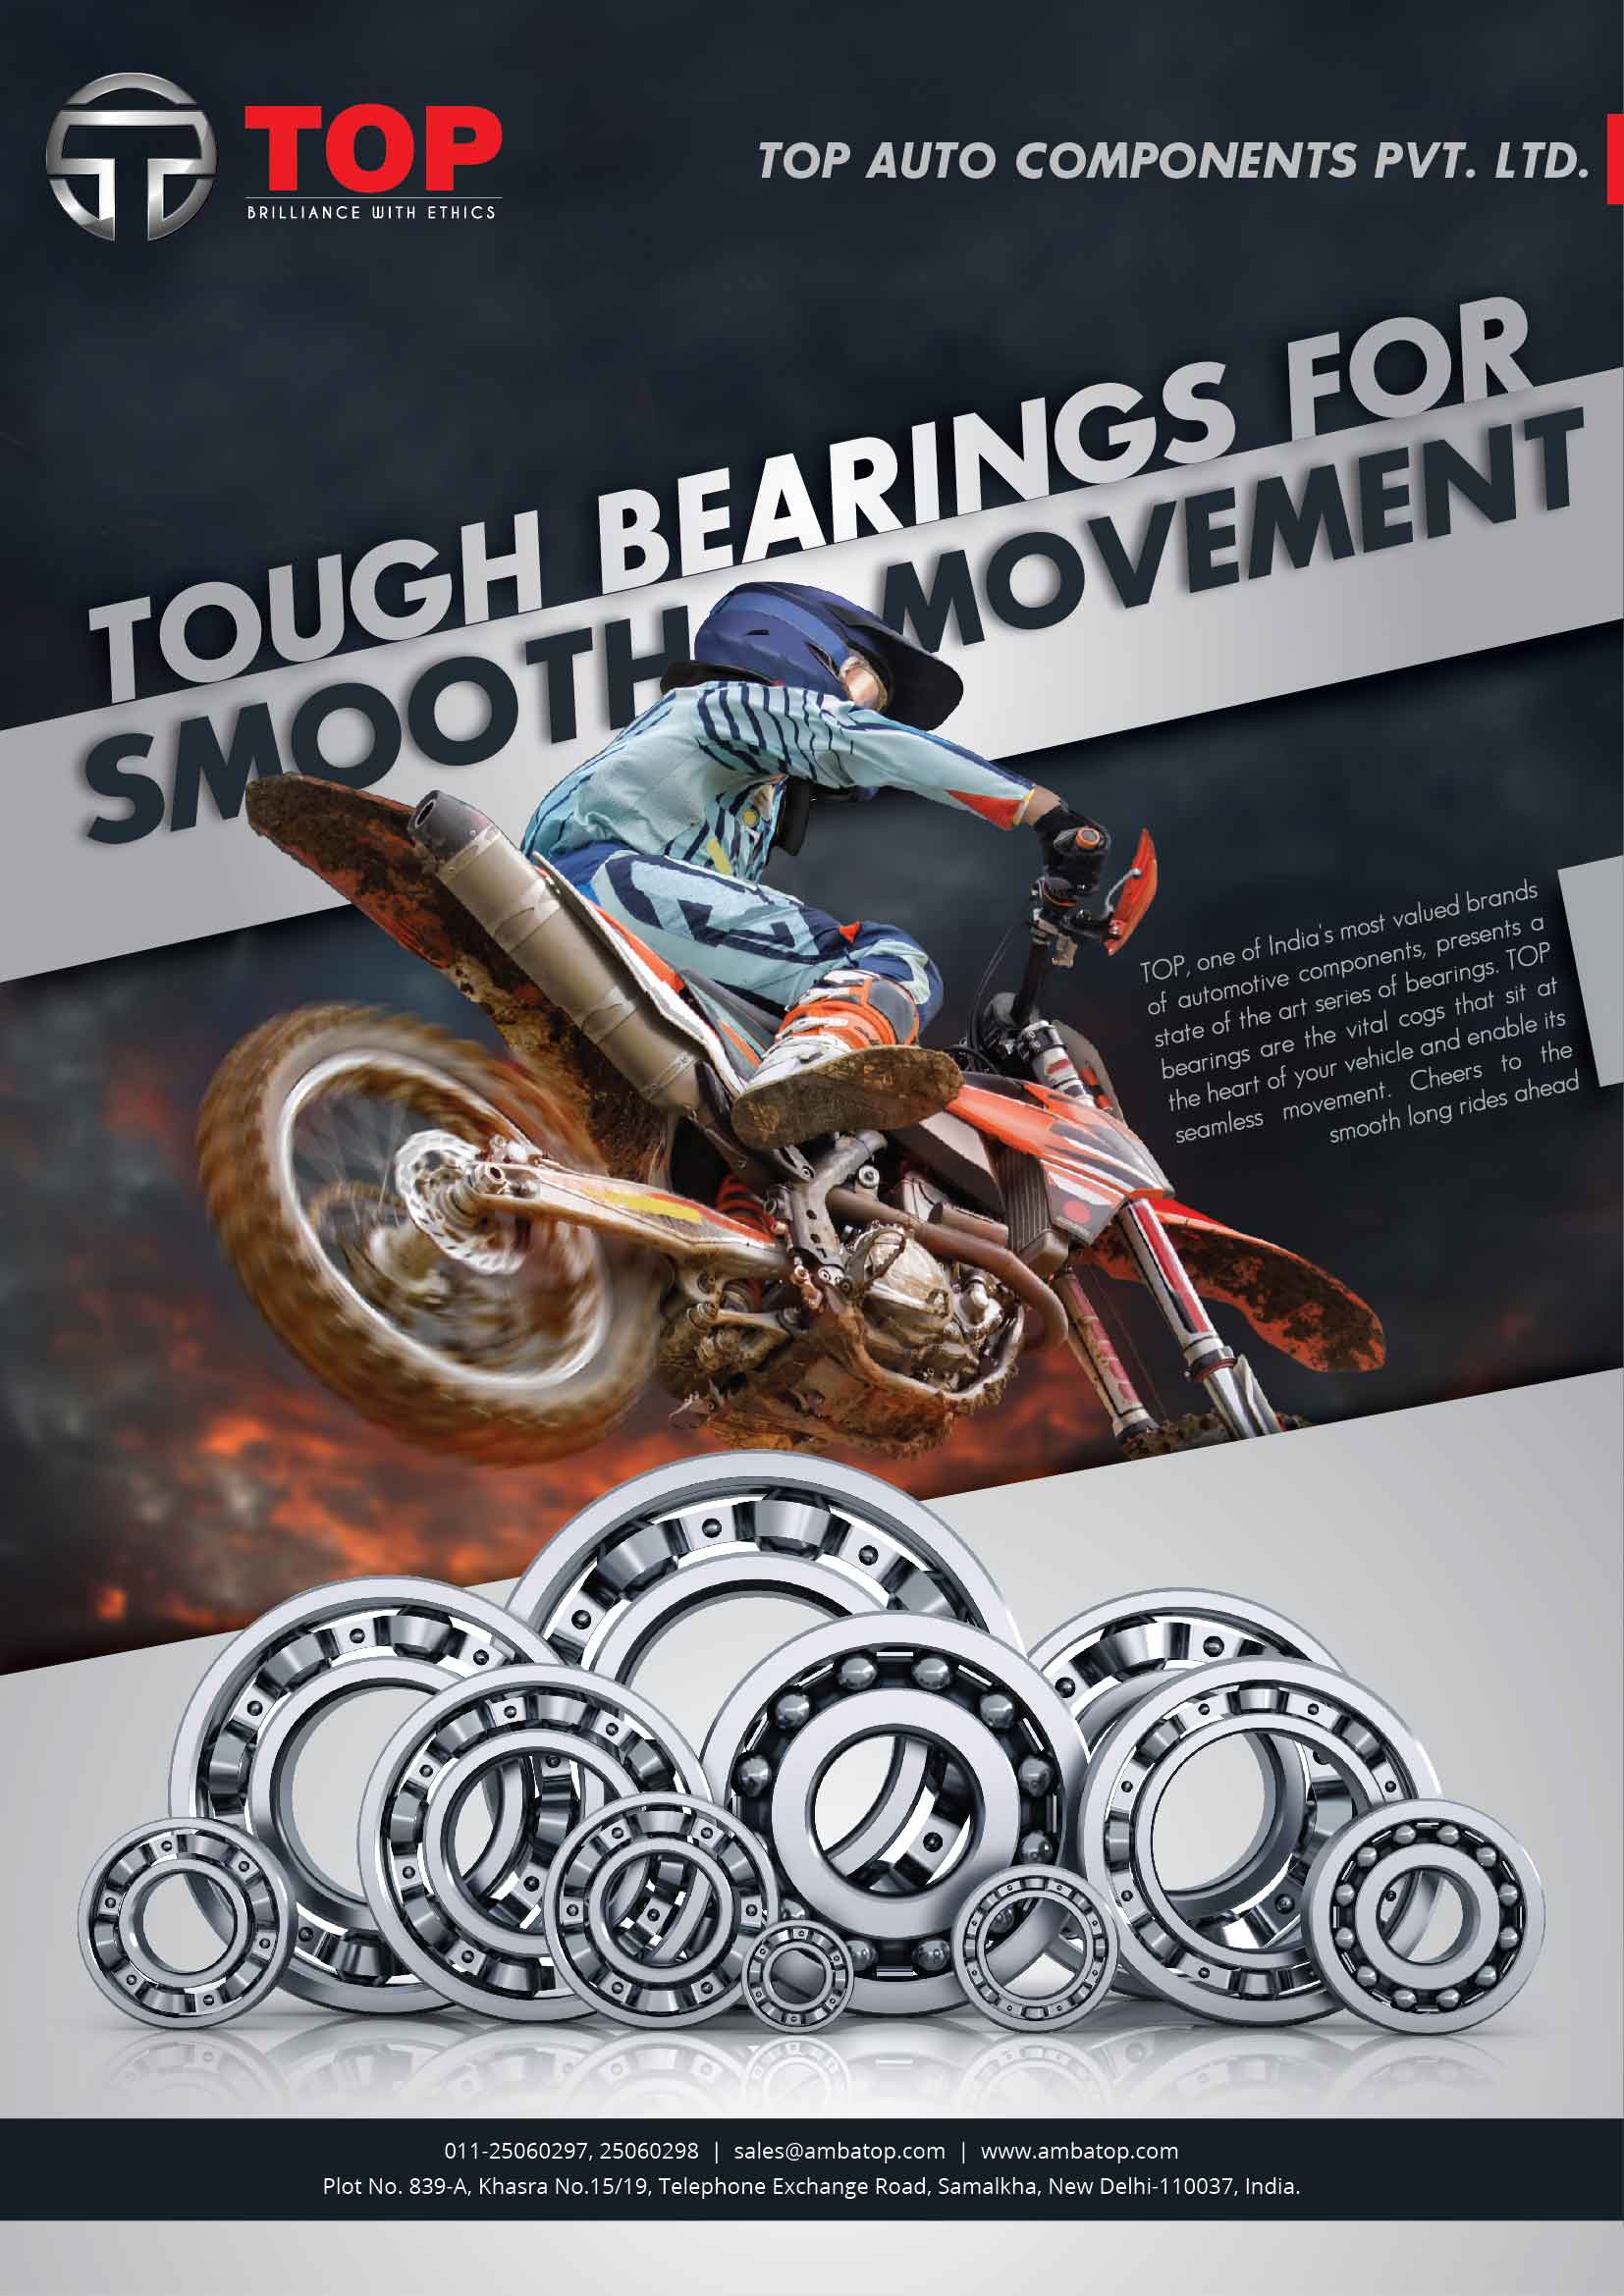 TOP
BRILLIANCE WITH ETHICS
TOP AUTO COMPONENTS PVT. LTD.
TOUGH BEARINGS FOR
SMOOTH MOVEMENT
TOP, one of India's most valued brands
of automotive components, presents a
state of the art series of bearings. TOP
bearings are the vital cogs that sit at
the heart of your vehicle and enable its
seamless movement. Cheers to the
smooth long rides ahead
011-25060297, 25060298 | sales@ambatop.com | www.ambatop.com
Plot No. 839-A, Khasra No.15/19, Telephone Exchange Road, Samalkha, New Delhi-110037, India.